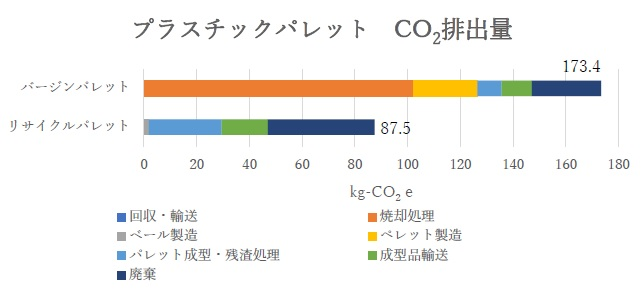 プラスチックパレット CO₂排出量
173.4
バージンパレット
リサイクルパレット
87.5
0 20 40 60 80 100 120 140 160 180
kg-CO₂ e
回収・輸送 焼却処理
ベール製造 ペレット製造
パレット成型・残渣処理 成型品輸送
廃棄